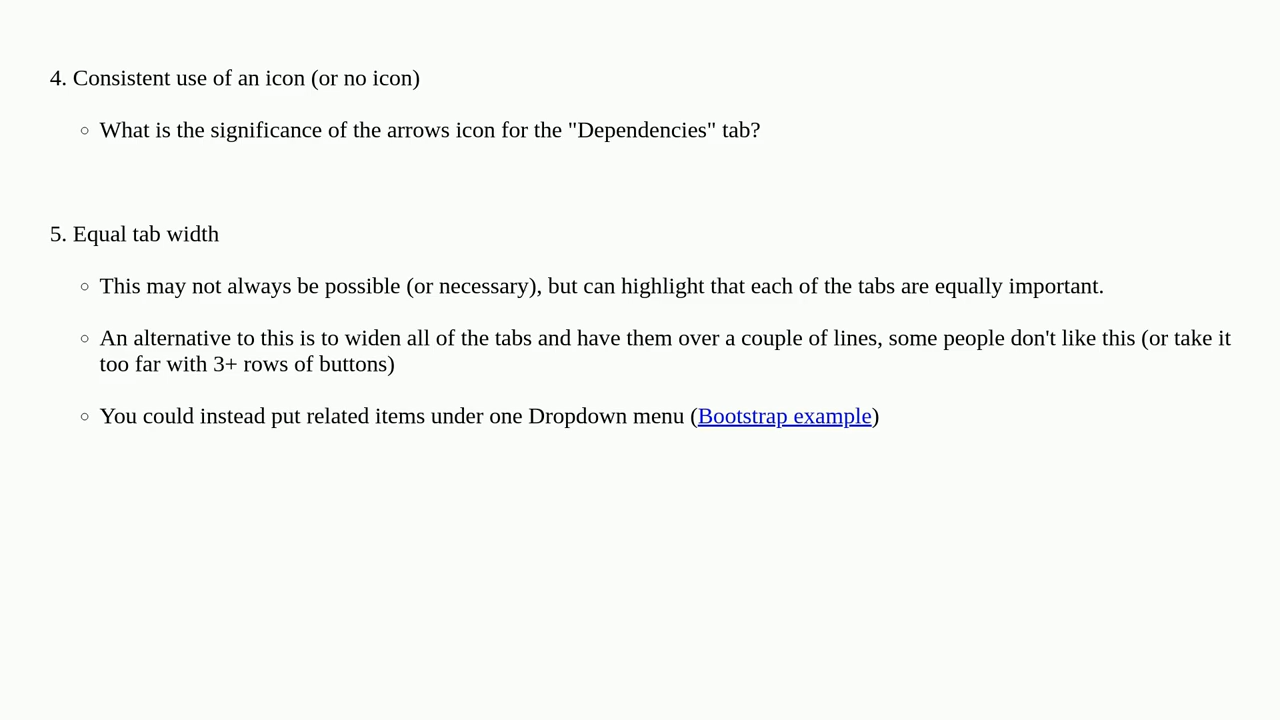 4. Consistent use of an icon (or no icon)
◦ What is the significance of the arrows icon for the "Dependencies" tab?
5. Equal tab width
◦ This may not always be possible (or necessary), but can highlight that each of the tabs are equally important.
◦ An alternative to this is to widen all of the tabs and have them over a couple of lines, some people don't like this (or take it
too far with 3+ rows of buttons)
◦ You could instead put related items under one Dropdown menu (Bootstrap example)